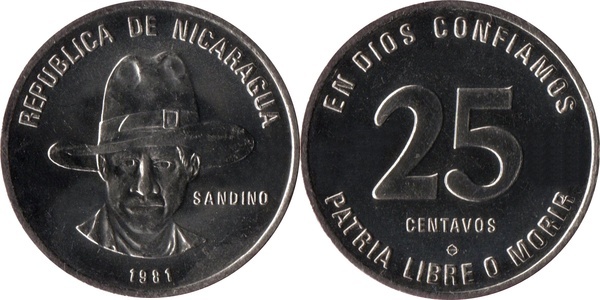 REPUBLICA DE NICARAGUA
SANDINO
1981
EN DIOS CONFIAMOS
25
CENTAVOS
PATRIA LIBRE O MORIR